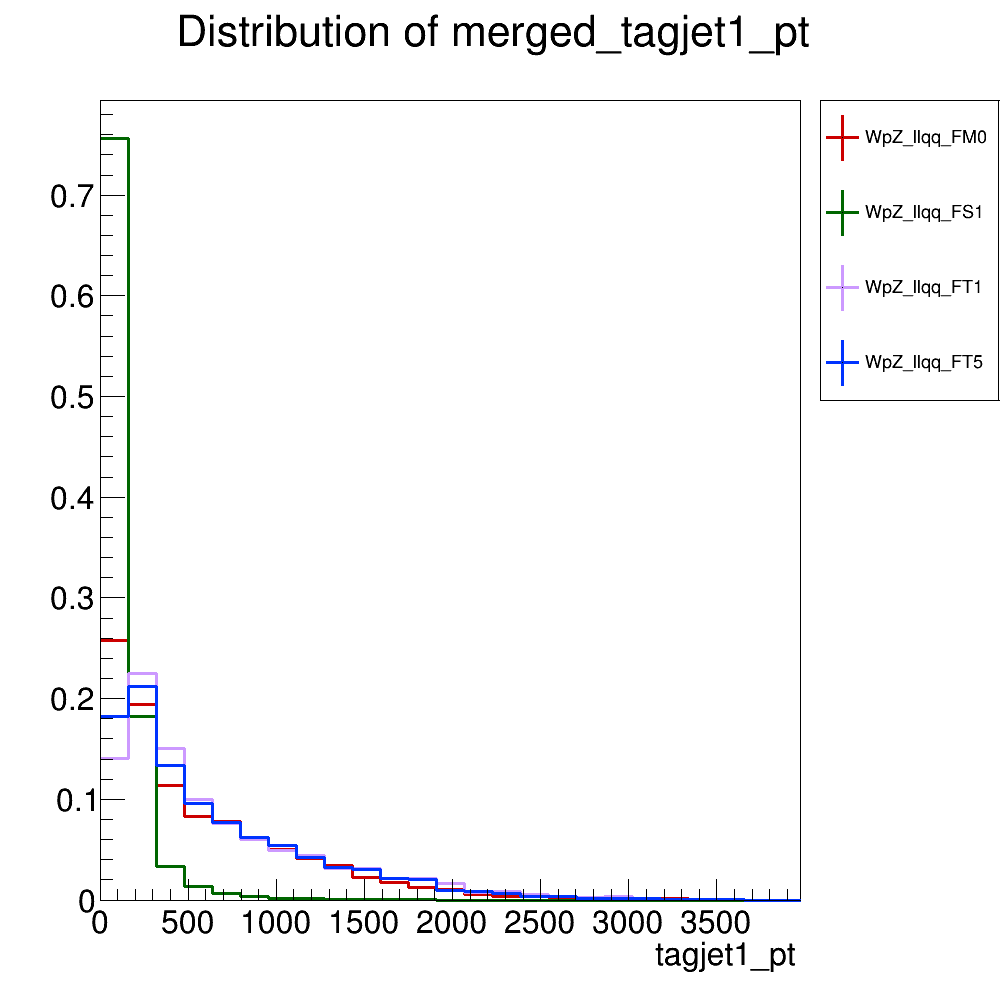 Distribution of merged_tagjet1_pt
WpZ_llqq_FM0
WpZ_llqq_FS1
WpZ_llqq_FT1
WpZ_llqq_FT5
0.7
0.6
0.5
0.4
0.3
0.2
0.1
0
0 500 1000 1500 2000 2500 3000 3500
tagjet1_pt